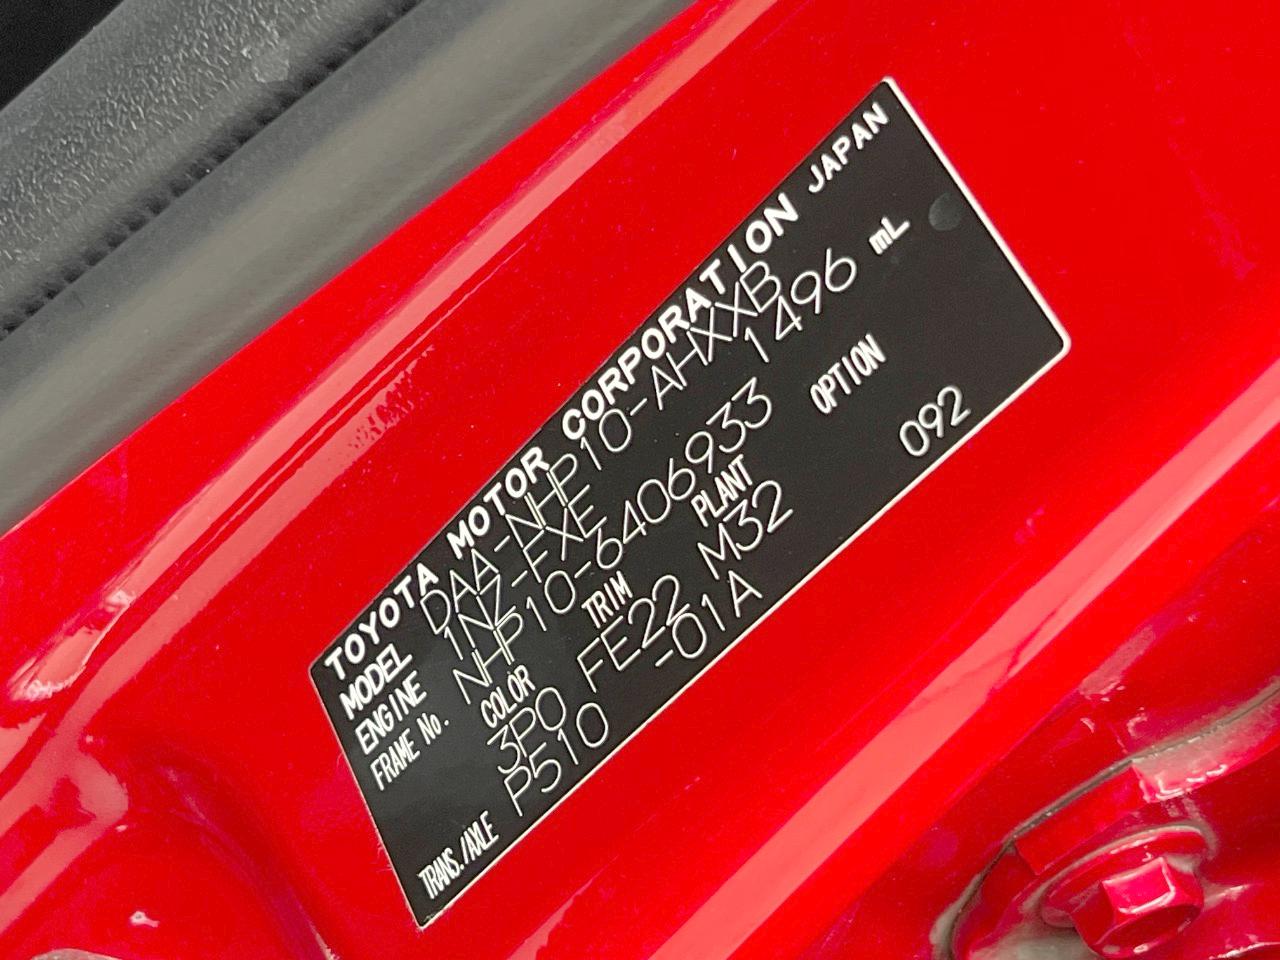 TOYOTA MOTOR CORPORATION JAPAN
MODEL DAA-NHP10-AHXXB
ENGINE 1NZ-FXE 1496 mL
FRAME No. NHP10-6406933
COLOR TRIM PLANT OPTION
3P0 FE22 M32 092
TRANS./AXLE P510 -01A